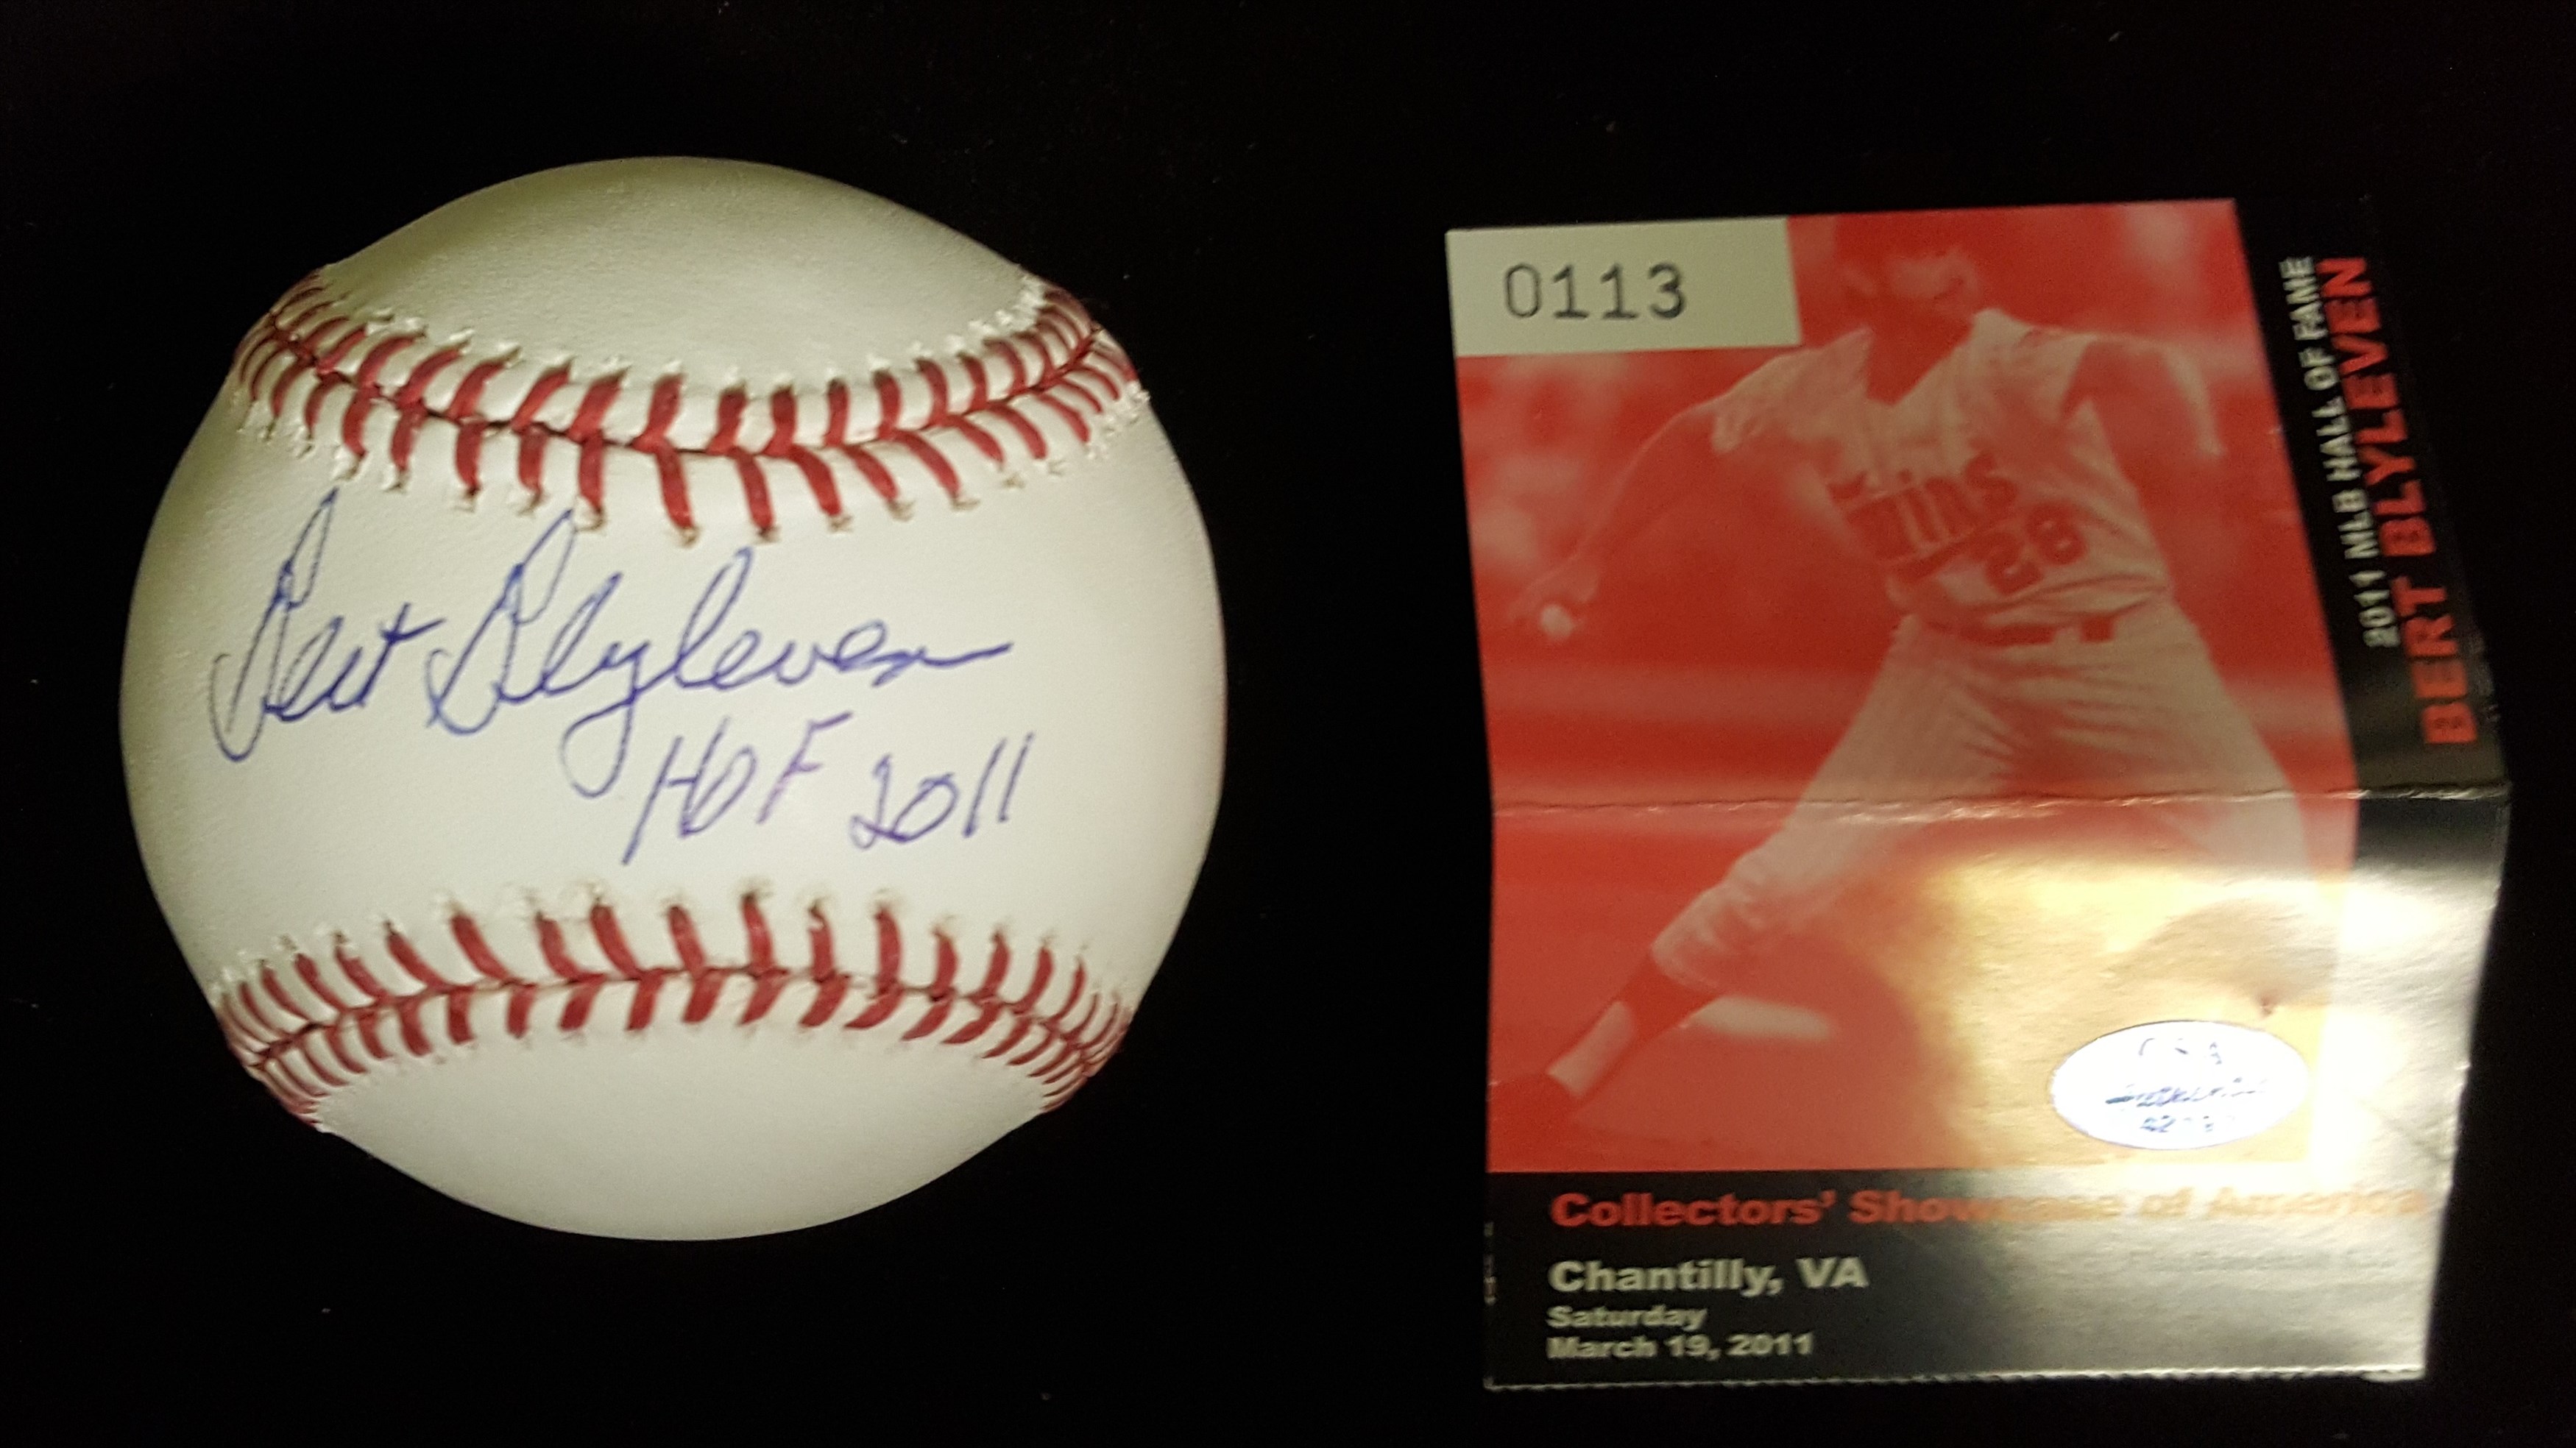 Bert Blyleven
HOF 2011
0113
TWINS
28
2011 MLB HALL OF FAME
BERT BLYLEVEN
Collectors' Showcase of America
Chantilly, VA
Saturday
March 19, 2011